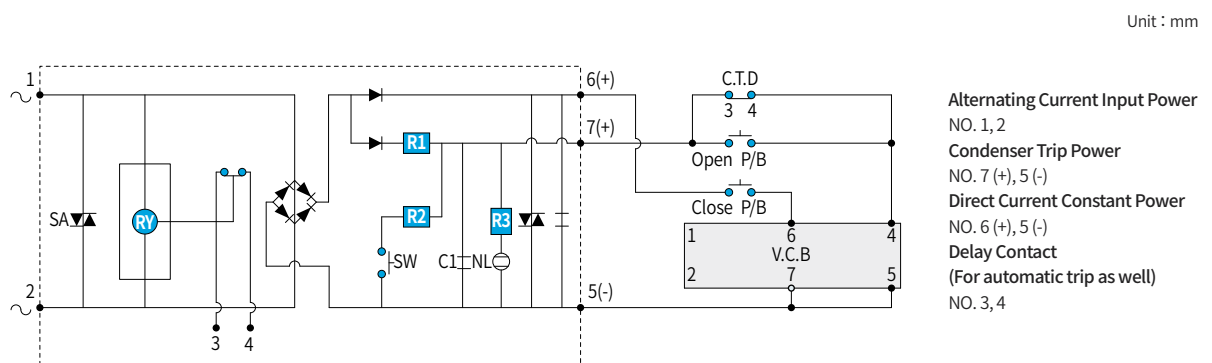 Unit : mm
1
6(+)
C.T.D
3 4
7(+)
R1
Open P/B
R2
Close P/B
SA
RY
R3
SW
C1
NL
1 6 4
V.C.B
2 7 5
2
5(-)
3 4
Alternating Current Input Power
NO. 1, 2
Condenser Trip Power
NO. 7 (+), 5 (-)
Direct Current Constant Power
NO. 6 (+), 5 (-)
Delay Contact
(For automatic trip as well)
NO. 3, 4